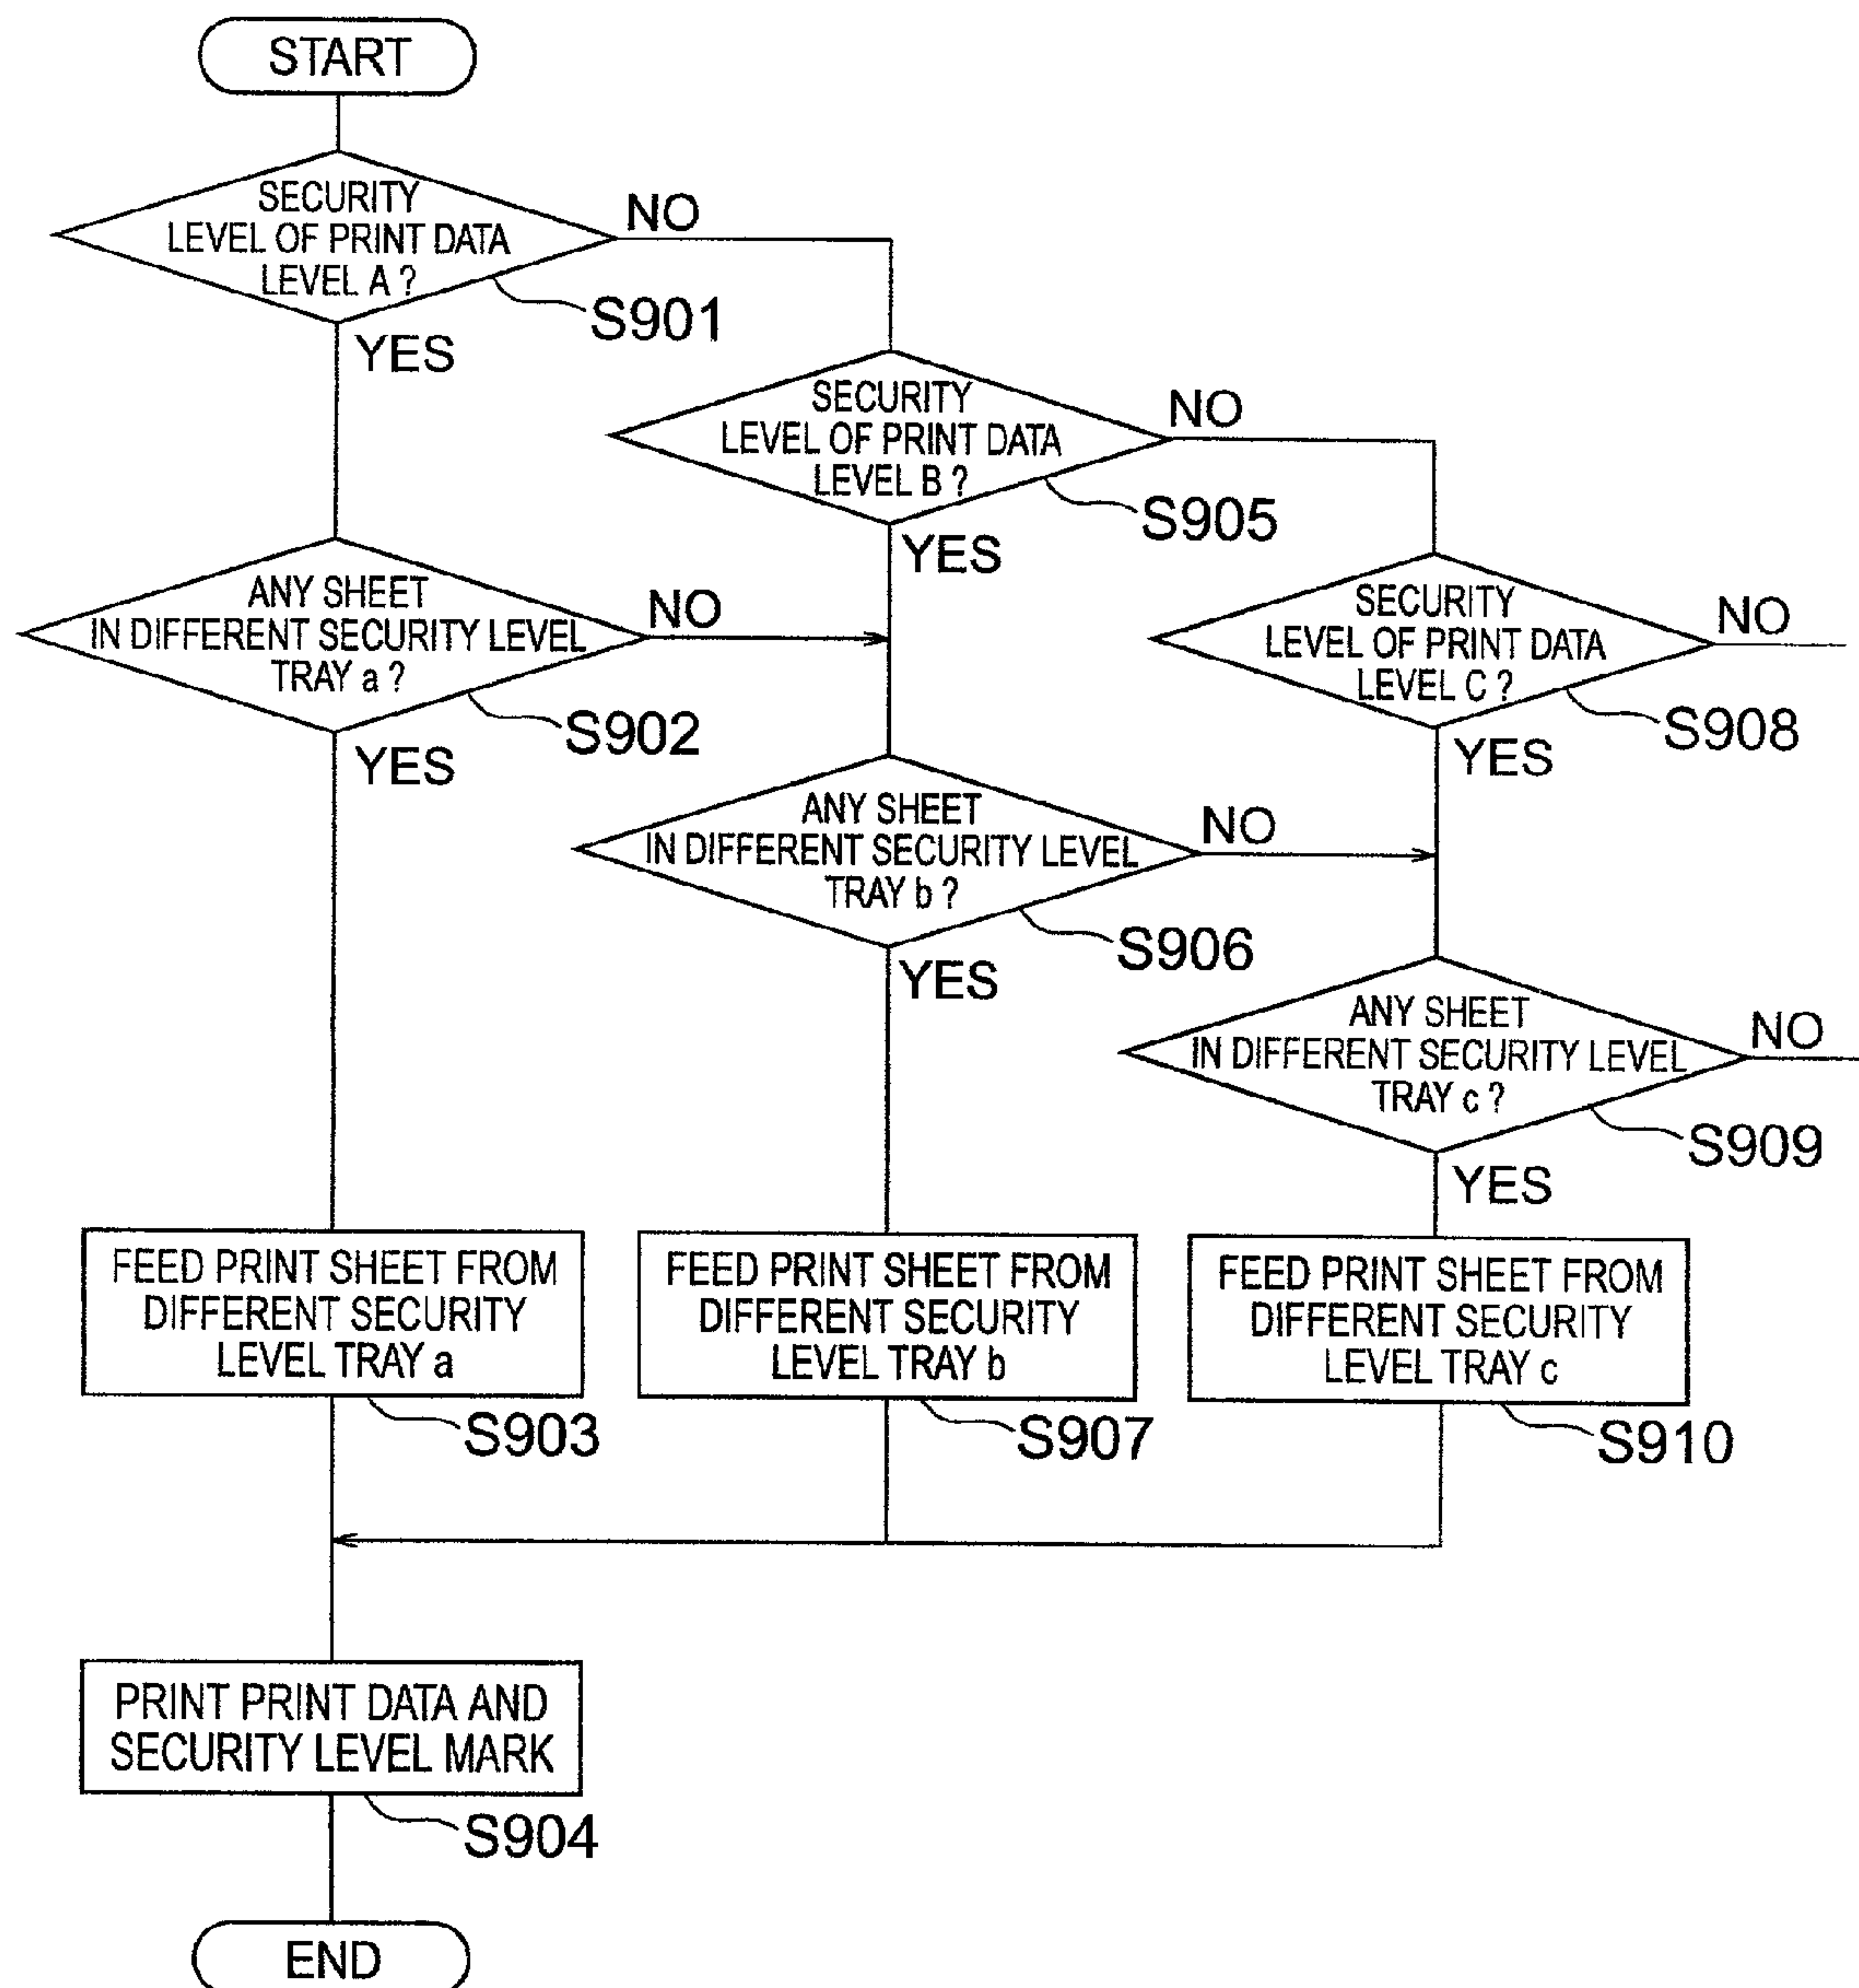 START
SECURITY
LEVEL OF PRINT DATA
LEVEL A ?
NO
S901
YES
SECURITY
LEVEL OF PRINT DATA
LEVEL B ?
NO
S905
YES
ANY SHEET
IN DIFFERENT SECURITY LEVEL
TRAY a ?
NO
S902
YES
SECURITY
LEVEL OF PRINT DATA
LEVEL C ?
NO
S908
YES
ANY SHEET
IN DIFFERENT SECURITY LEVEL
TRAY b ?
NO
S906
YES
ANY SHEET
IN DIFFERENT SECURITY LEVEL
TRAY c ?
NO
S909
YES
FEED PRINT SHEET FROM
DIFFERENT SECURITY
LEVEL TRAY a
S903
FEED PRINT SHEET FROM
DIFFERENT SECURITY
LEVEL TRAY b
S907
FEED PRINT SHEET FROM
DIFFERENT SECURITY
LEVEL TRAY c
S910
PRINT PRINT DATA AND
SECURITY LEVEL MARK
S904
END